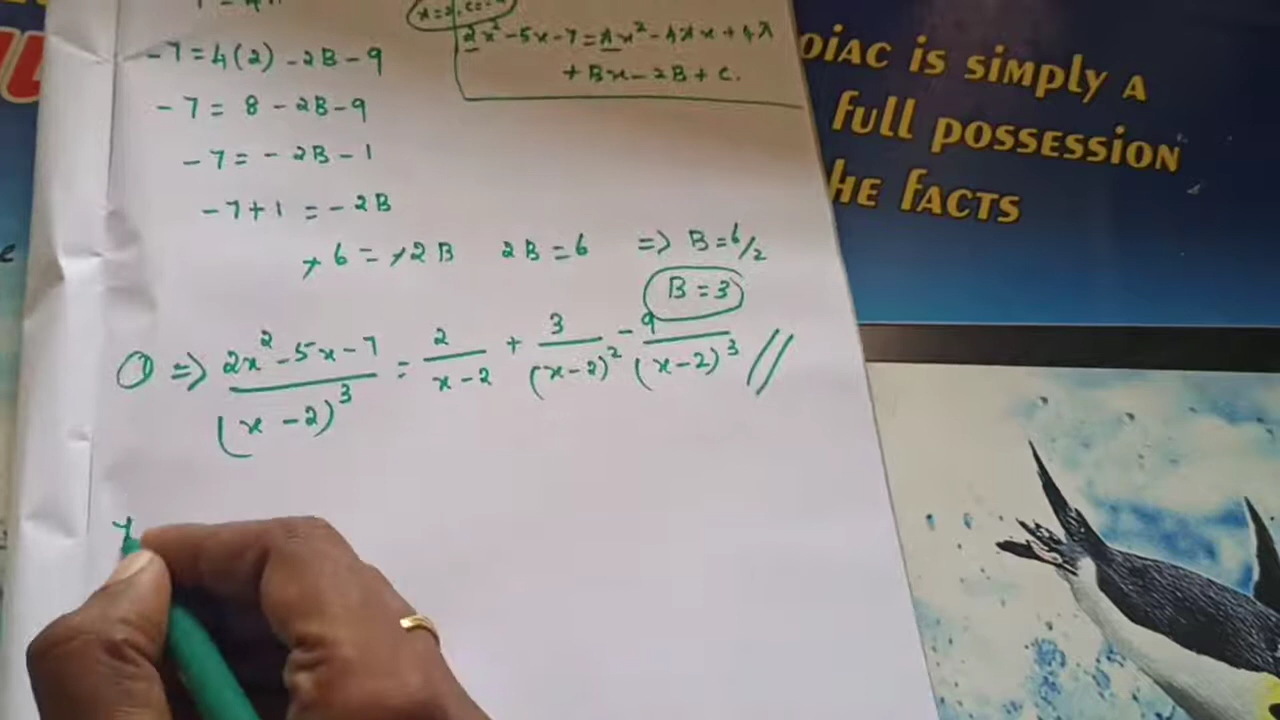 -7 = 4(2) - 2B - 9
-7 = 8 - 2B - 9
-7 = - 2B - 1
-7+1 = - 2B
-6 = -2B 2B = 6 => B = 6/2
B = 3
2x² - 5x - 7 = Ax² - 4Ax + 4A
+ Bx - 2B + C.
① => 2x² - 5x - 7 / (x - 2)³ = 2 / x - 2 + 3 / (x - 2)² - 9 / (x - 2)³ //
ODIAC IS SIMPLY A
FULL POSSESSION
HE FACTS